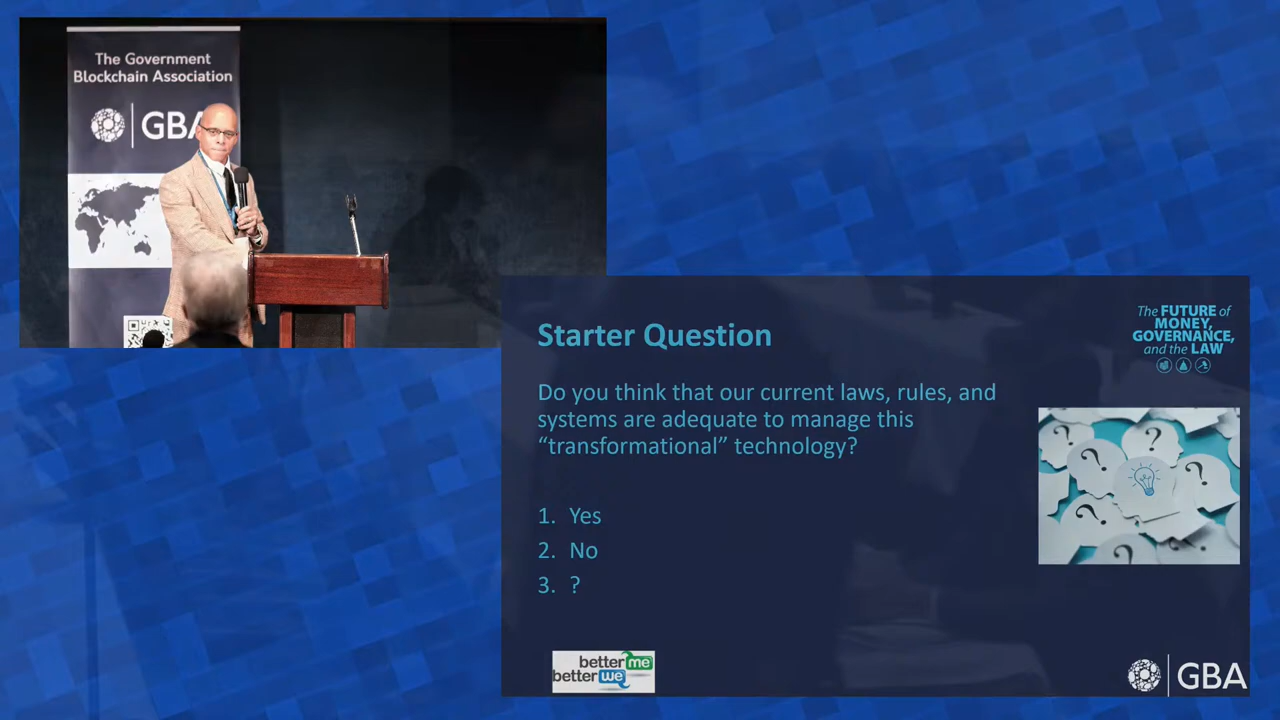 The Government
Blockchain Association
GBA
Starter Question
The FUTURE of
MONEY,
GOVERNANCE,
and the LAW
Do you think that our current laws, rules, and
systems are adequate to manage this
“transformational” technology?
1. Yes
2. No
3. ?
? ? ? ? ? ?
better me
better we
GBA